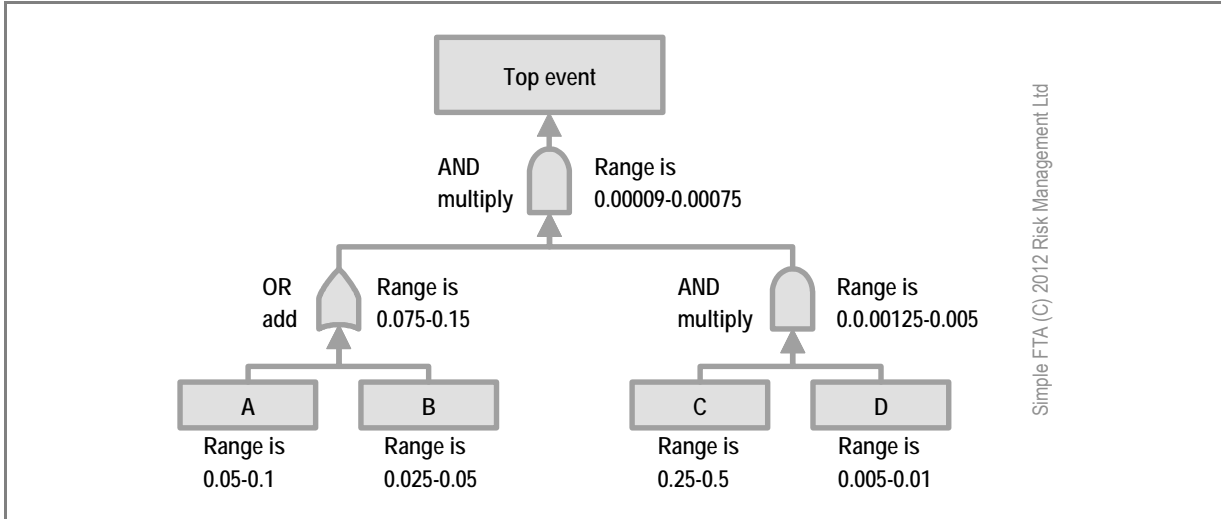 Top event
AND
multiply
Range is
0.00009-0.00075
OR
add
Range is
0.075-0.15
AND
multiply
Range is
0.0.00125-0.005
A
B
C
D
Range is
0.05-0.1
Range is
0.025-0.05
Range is
0.25-0.5
Range is
0.005-0.01
Simple FTA (C) 2012 Risk Management Ltd